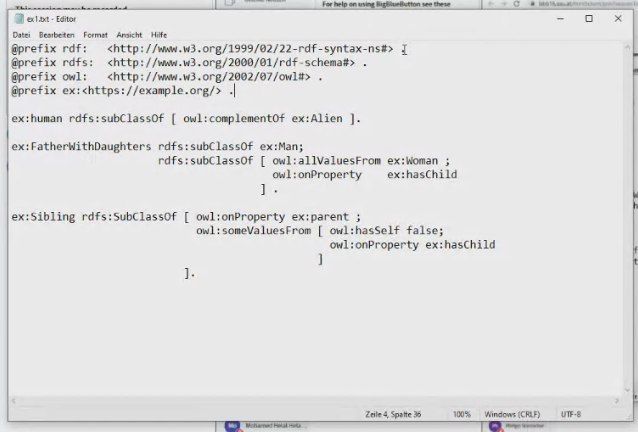 For help on using BigBlueButton see these
ex1.txt - Editor
Datei Bearbeiten Format Ansicht Hilfe
@prefix rdf: <http://www.w3.org/1999/02/22-rdf-syntax-ns#>
@prefix rdfs: <http://www.w3.org/2000/01/rdf-schema#> .
@prefix owl: <http://www.w3.org/2002/07/owl#> .
@prefix ex:<https://example.org/> .
ex:human rdfs:subClassOf [ owl:complementOf ex:Alien ].
ex:FatherWithDaughters rdfs:subClassOf ex:Man;
rdfs:subClassOf [ owl:allValuesFrom ex:Woman ;
owl:onProperty ex:hasChild
] .
ex:Sibling rdfs:SubClassOf [ owl:onProperty ex:parent ;
owl:someValuesFrom [ owl:hasSelf false;
owl:onProperty ex:hasChild
]
].
Zeile 4, Spalte 36 100% Windows (CRLF) UTF-8